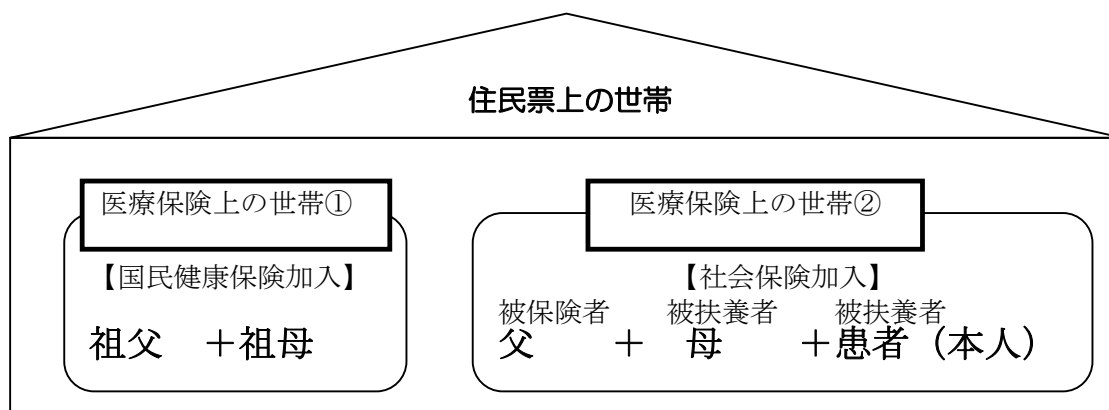 住民票上の世帯
医療保険上の世帯①
【国民健康保険加入】
祖父 +祖母
医療保険上の世帯②
【社会保険加入】
被保険者 被扶養者 被扶養者
父 + 母 +患者（本人）